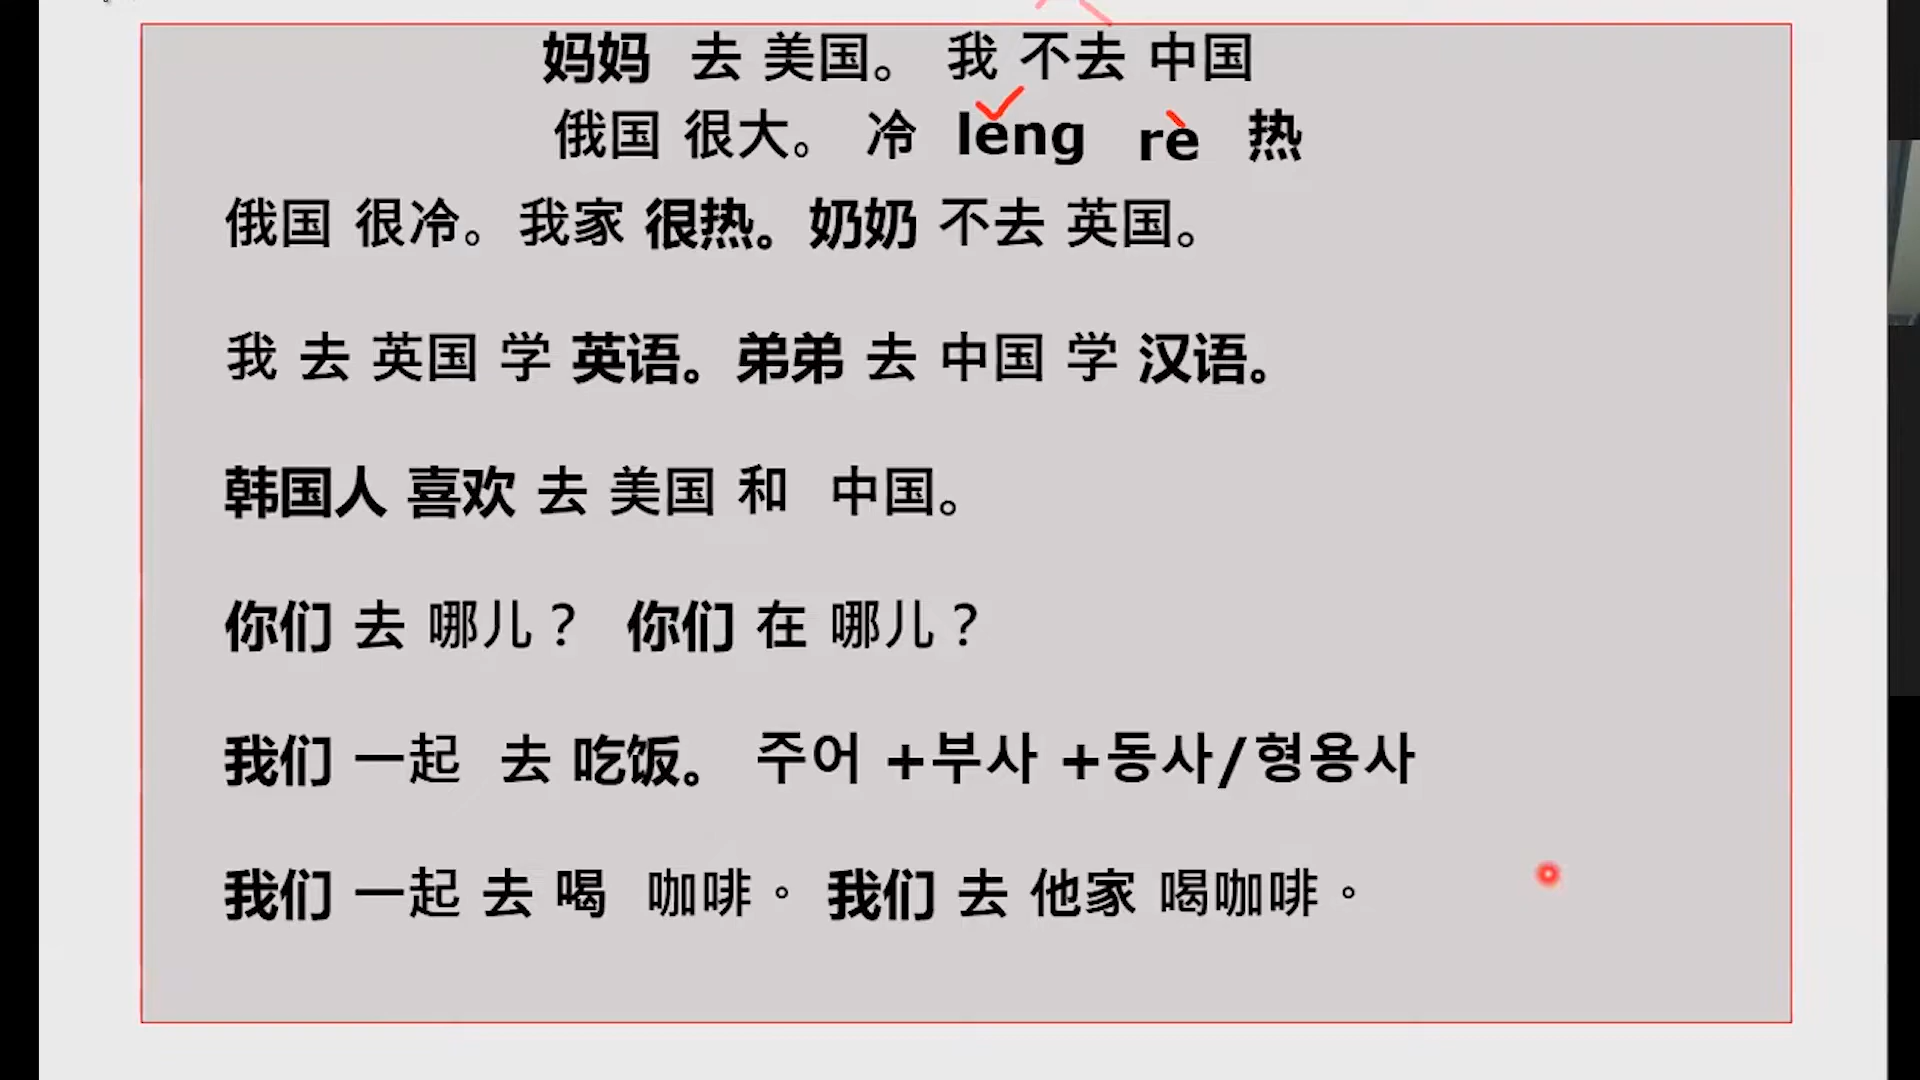 妈妈 去 美国。 我 不去 中国
俄国 很大。 冷 lěng rè 热
俄国 很冷。我家 很热。奶奶 不去 英国。
我 去 英国 学 英语。弟弟 去 中国 学 汉语。
韩国人 喜欢 去 美国 和 中国。
你们 去 哪儿？ 你们 在 哪儿？
我们 一起 去 吃饭。 주어 +부사 +동사/형용사
我们 一起 去 喝 咖啡。 我们 去 他家 喝咖啡。